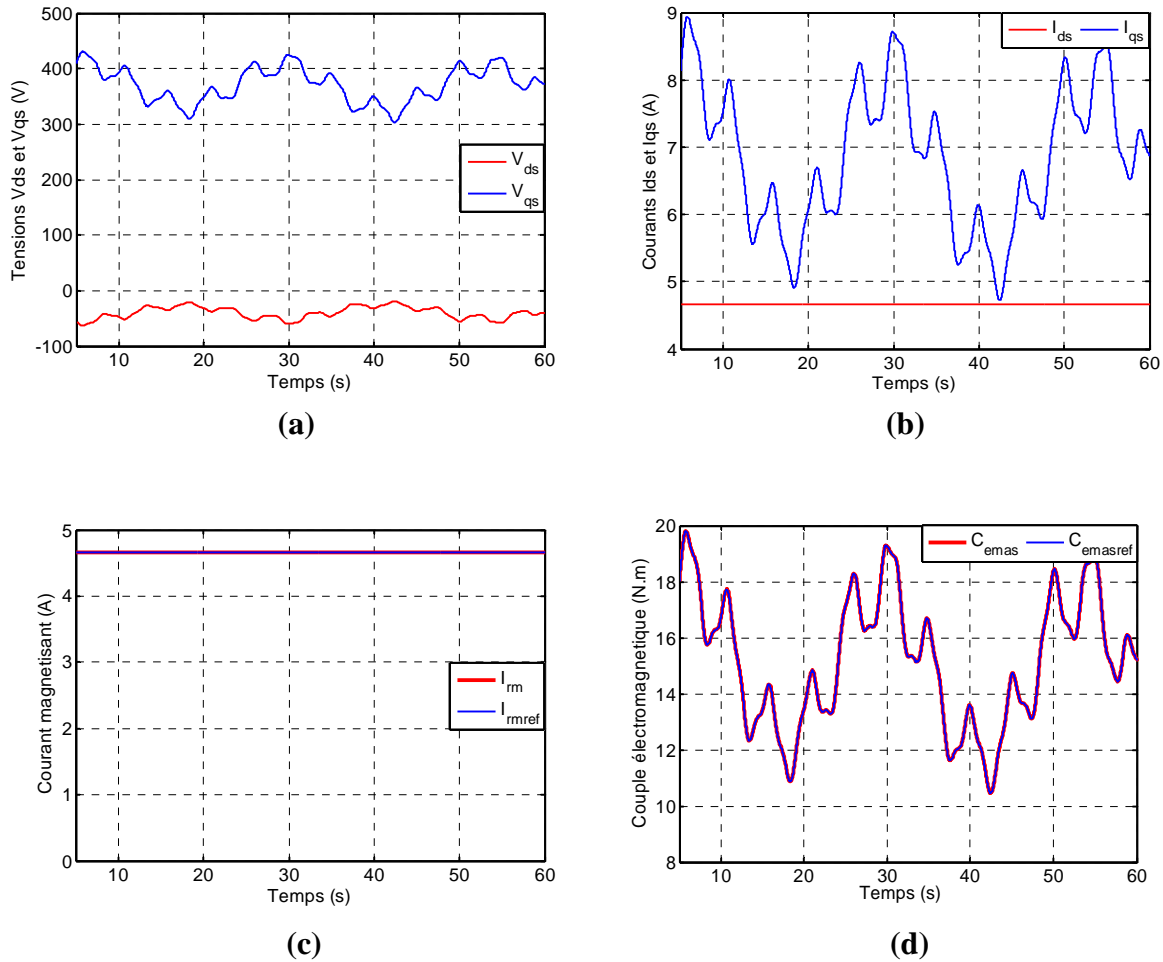 500
400
300
200
100
0
-100
10 20 30 40 50 60
Tensions Vds et Vqs (V)
Temps (s)
V_ds
V_qs
(a)
9
8
7
6
5
4
10 20 30 40 50 60
Courants Ids et Iqs (A)
Temps (s)
I_ds I_qs
(b)
5
4
3
2
1
0
10 20 30 40 50 60
Courant magnetisant (A)
Temps (s)
I_rm
I_rmref
(c)
20
18
16
14
12
10
8
10 20 30 40 50 60
Couple électromagnetique (N.m)
Temps (s)
C_emas C_emasref
(d)